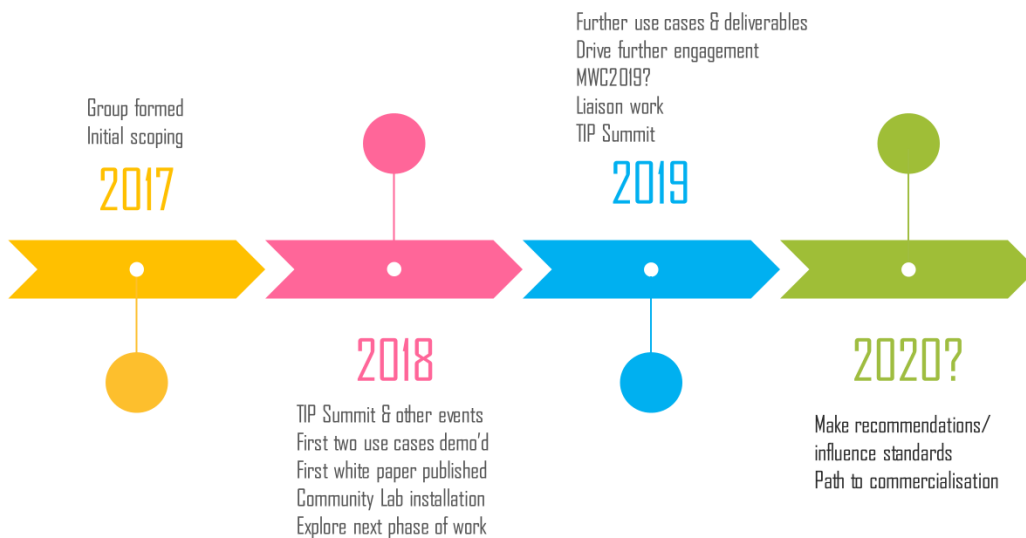 Group formed
Initial scoping
2017
2018
TIP Summit & other events
First two use cases demo'd
First white paper published
Community Lab installation
Explore next phase of work
Further use cases & deliverables
Drive further engagement
MWC2019?
Liaison work
TIP Summit
2019
2020?
Make recommendations/
influence standards
Path to commercialisation